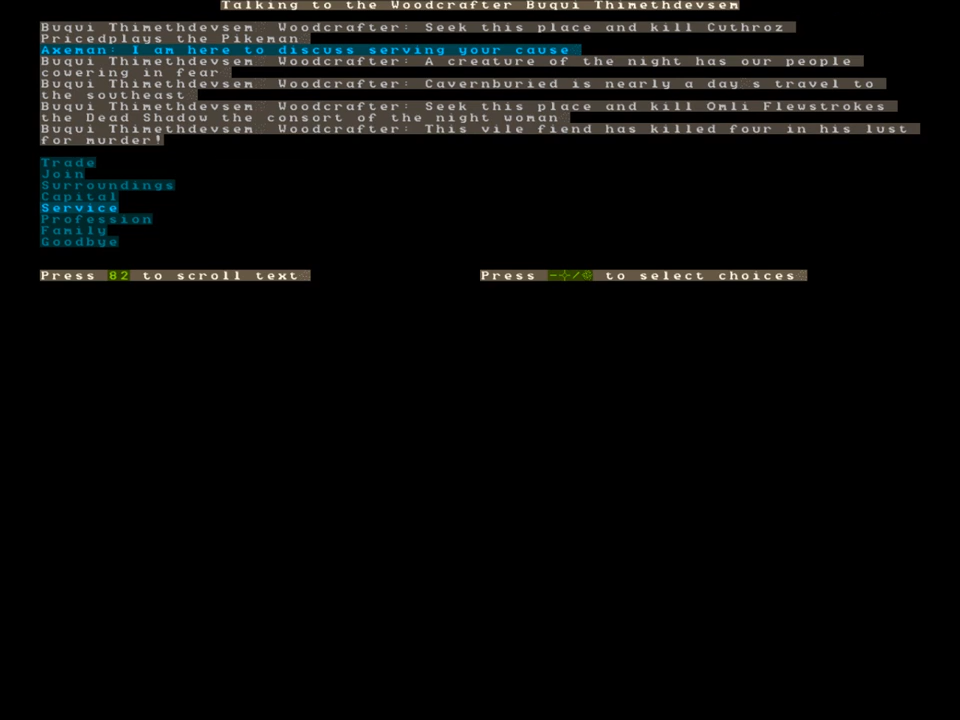 Talking to the Woodcrafter Buqui Thimethdevsem
Buqui Thimethdevsem  Woodcrafter: Seek this place and kill Cuthroz
Pricedplays the Pikeman
Axeman: I am here to discuss serving your cause
Buqui Thimethdevsem  Woodcrafter: A creature of the night has our people
cowering in fear
Buqui Thimethdevsem  Woodcrafter: Cavernburied is nearly a day s travel to
the southeast
Buqui Thimethdevsem  Woodcrafter: Seek this place and kill Omli Flewstrokes
the Dead Shadow the consort of the night woman
Buqui Thimethdevsem  Woodcrafter: This vile fiend has killed four in his lust
for murder!
Trade
Join
Surroundings
Capital
Service
Profession
Family
Goodbye
Press 82 to scroll text
Press to select choices